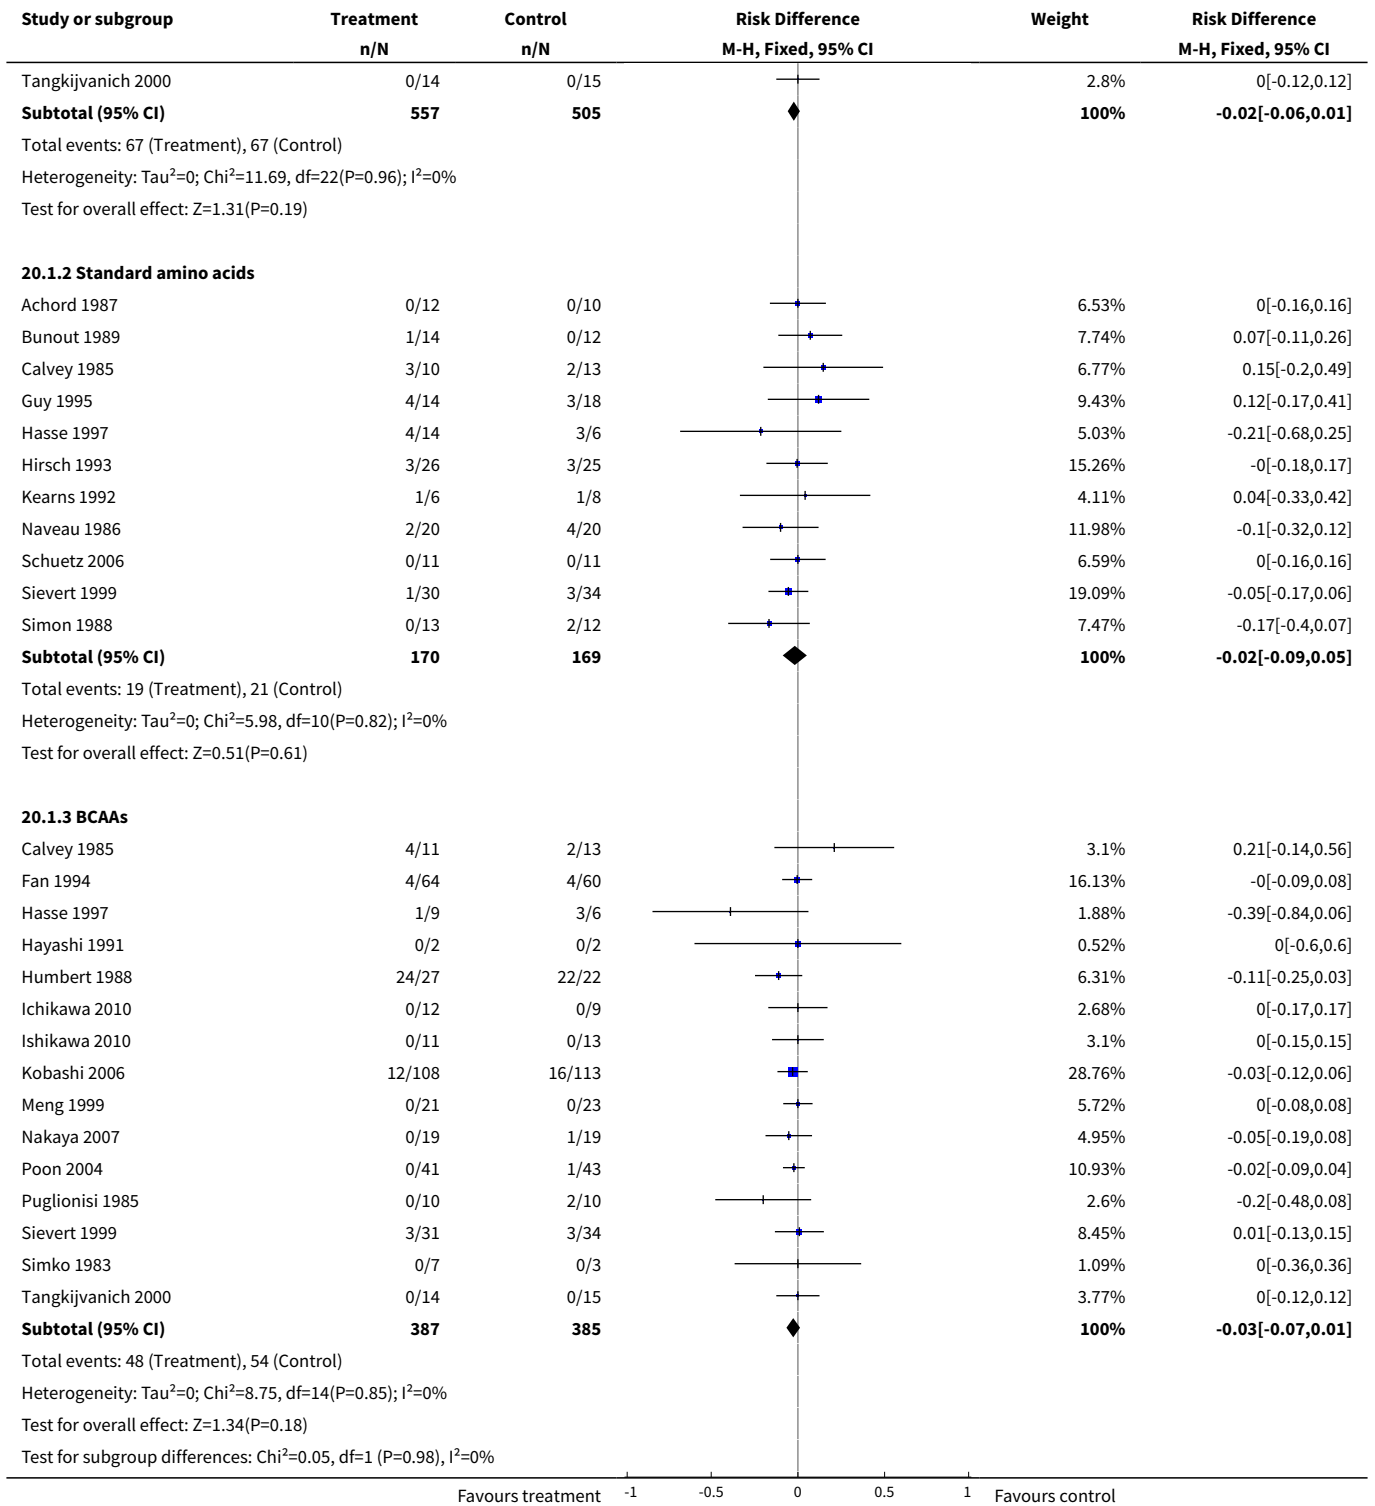 Study or subgroup Treatment Control Risk Difference Weight Risk Difference
n/N n/N M-H, Fixed, 95% CI M-H, Fixed, 95% CI
Tangkijvanich 2000 0/14 0/15 2.8% 0[-0.12,0.12]
Subtotal (95% CI) 557 505 100% -0.02[-0.06,0.01]
Total events: 67 (Treatment), 67 (Control)
Heterogeneity: Tau²=0; Chi²=11.69, df=22(P=0.96); I²=0%
Test for overall effect: Z=1.31(P=0.19)
20.1.2 Standard amino acids
Achord 1987 0/12 0/10 6.53% 0[-0.16,0.16]
Bunout 1989 1/14 0/12 7.74% 0.07[-0.11,0.26]
Calvey 1985 3/10 2/13 6.77% 0.15[-0.2,0.49]
Guy 1995 4/14 3/18 9.43% 0.12[-0.17,0.41]
Hasse 1997 4/14 3/6 5.03% -0.21[-0.68,0.25]
Hirsch 1993 3/26 3/25 15.26% -0[-0.18,0.17]
Kearns 1992 1/6 1/8 4.11% 0.04[-0.33,0.42]
Naveau 1986 2/20 4/20 11.98% -0.1[-0.32,0.12]
Schuetz 2006 0/11 0/11 6.59% 0[-0.16,0.16]
Sievert 1999 1/30 3/34 19.09% -0.05[-0.17,0.06]
Simon 1988 0/13 2/12 7.47% -0.17[-0.4,0.07]
Subtotal (95% CI) 170 169 100% -0.02[-0.09,0.05]
Total events: 19 (Treatment), 21 (Control)
Heterogeneity: Tau²=0; Chi²=5.98, df=10(P=0.82); I²=0%
Test for overall effect: Z=0.51(P=0.61)
20.1.3 BCAAs
Calvey 1985 4/11 2/13 3.1% 0.21[-0.14,0.56]
Fan 1994 4/64 4/60 16.13% -0[-0.09,0.08]
Hasse 1997 1/9 3/6 1.88% -0.39[-0.84,0.06]
Hayashi 1991 0/2 0/2 0.52% 0[-0.6,0.6]
Humbert 1988 24/27 22/22 6.31% -0.11[-0.25,0.03]
Ichikawa 2010 0/12 0/9 2.68% 0[-0.17,0.17]
Ishikawa 2010 0/11 0/13 3.1% 0[-0.15,0.15]
Kobashi 2006 12/108 16/113 28.76% -0.03[-0.12,0.06]
Meng 1999 0/21 0/23 5.72% 0[-0.08,0.08]
Nakaya 2007 0/19 1/19 4.95% -0.05[-0.19,0.08]
Poon 2004 0/41 1/43 10.93% -0.02[-0.09,0.04]
Puglionisi 1985 0/10 2/10 2.6% -0.2[-0.48,0.08]
Sievert 1999 3/31 3/34 8.45% 0.01[-0.13,0.15]
Simko 1983 0/7 0/3 1.09% 0[-0.36,0.36]
Tangkijvanich 2000 0/14 0/15 3.77% 0[-0.12,0.12]
Subtotal (95% CI) 387 385 100% -0.03[-0.07,0.01]
Total events: 48 (Treatment), 54 (Control)
Heterogeneity: Tau²=0; Chi²=8.75, df=14(P=0.85); I²=0%
Test for overall effect: Z=1.34(P=0.18)
Test for subgroup differences: Chi²=0.05, df=1 (P=0.98), I²=0%
Favours treatment -1 -0.5 0 0.5 1 Favours control